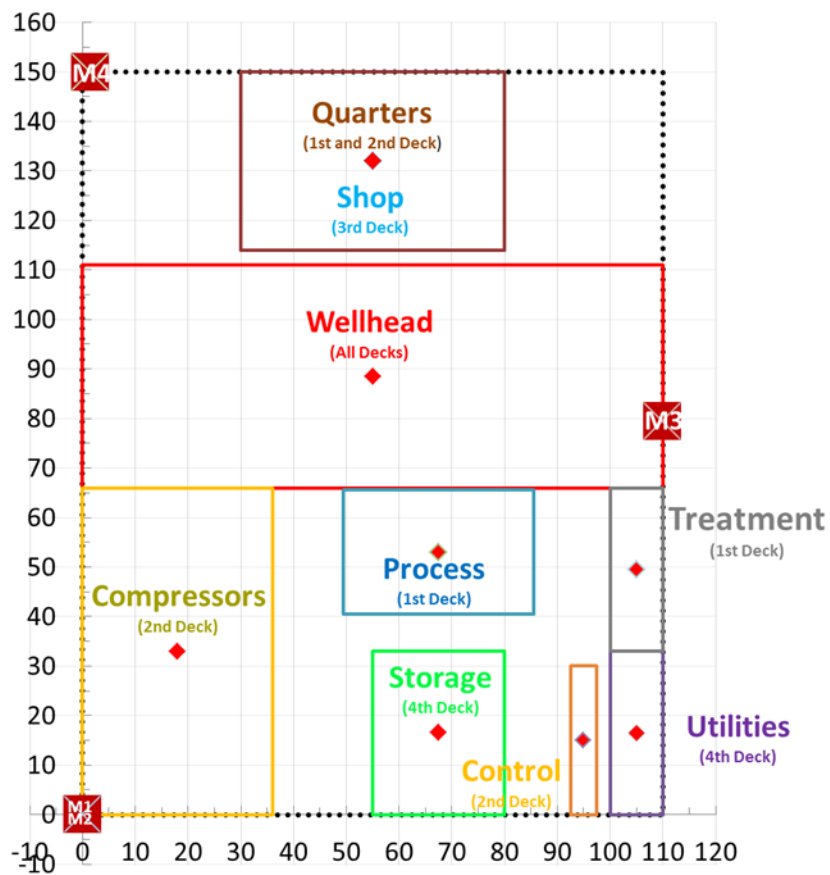 160
M4
150
140
Quarters
(1st and 2nd Deck)
130
Shop
(3rd Deck)
120
110
100
Wellhead
(All Decks)
90
80
M3
70
60
Treatment
(1st Deck)
50
Process
(1st Deck)
Compressors
(2nd Deck)
40
30
Storage
(4th Deck)
20
Utilities
(4th Deck)
10
Control
(2nd Deck)
M1
M2
0
-10
-10 0 10 20 30 40 50 60 70 80 90 100 110 120